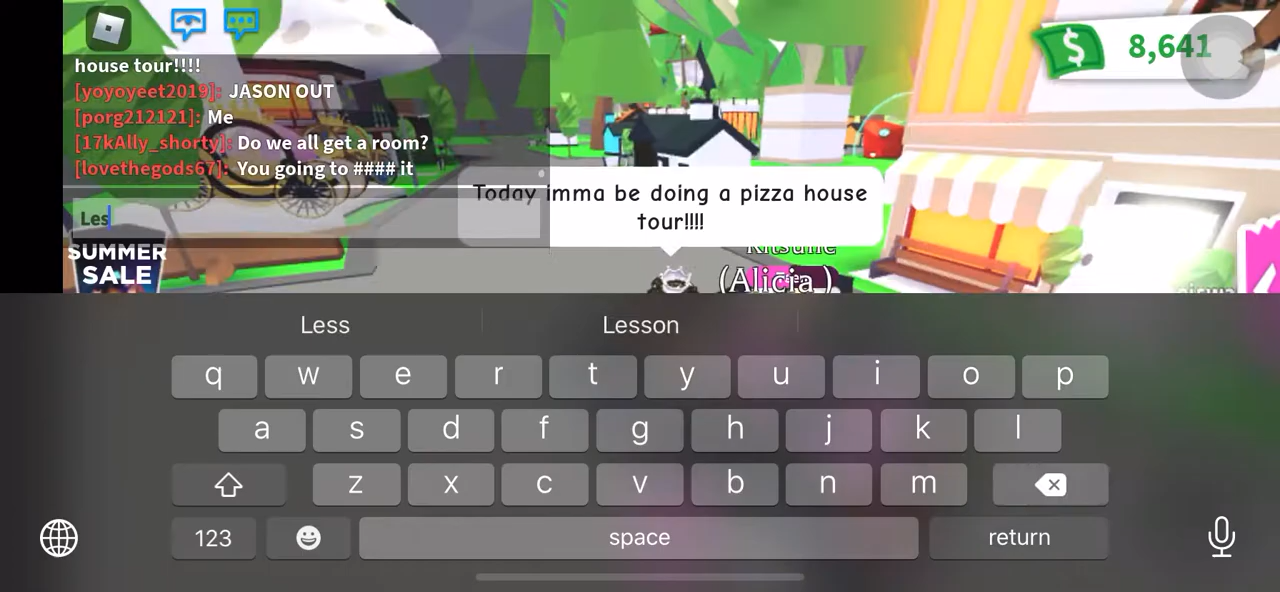 house tour!!!!
[yoyoyeet2019]: JASON OUT
[porg212121]: Me
[17kAlly_shorty]: Do we all get a room?
[lovethegods67]: You going to #### it
Les
8,641
Today imma be doing a pizza house
tour!!!!
Kitsune
(Alicia )
SUMMER
SALE
Less Lesson
q w e r t y u i o p
a s d f g h j k l
z x c v b n m
123 space return